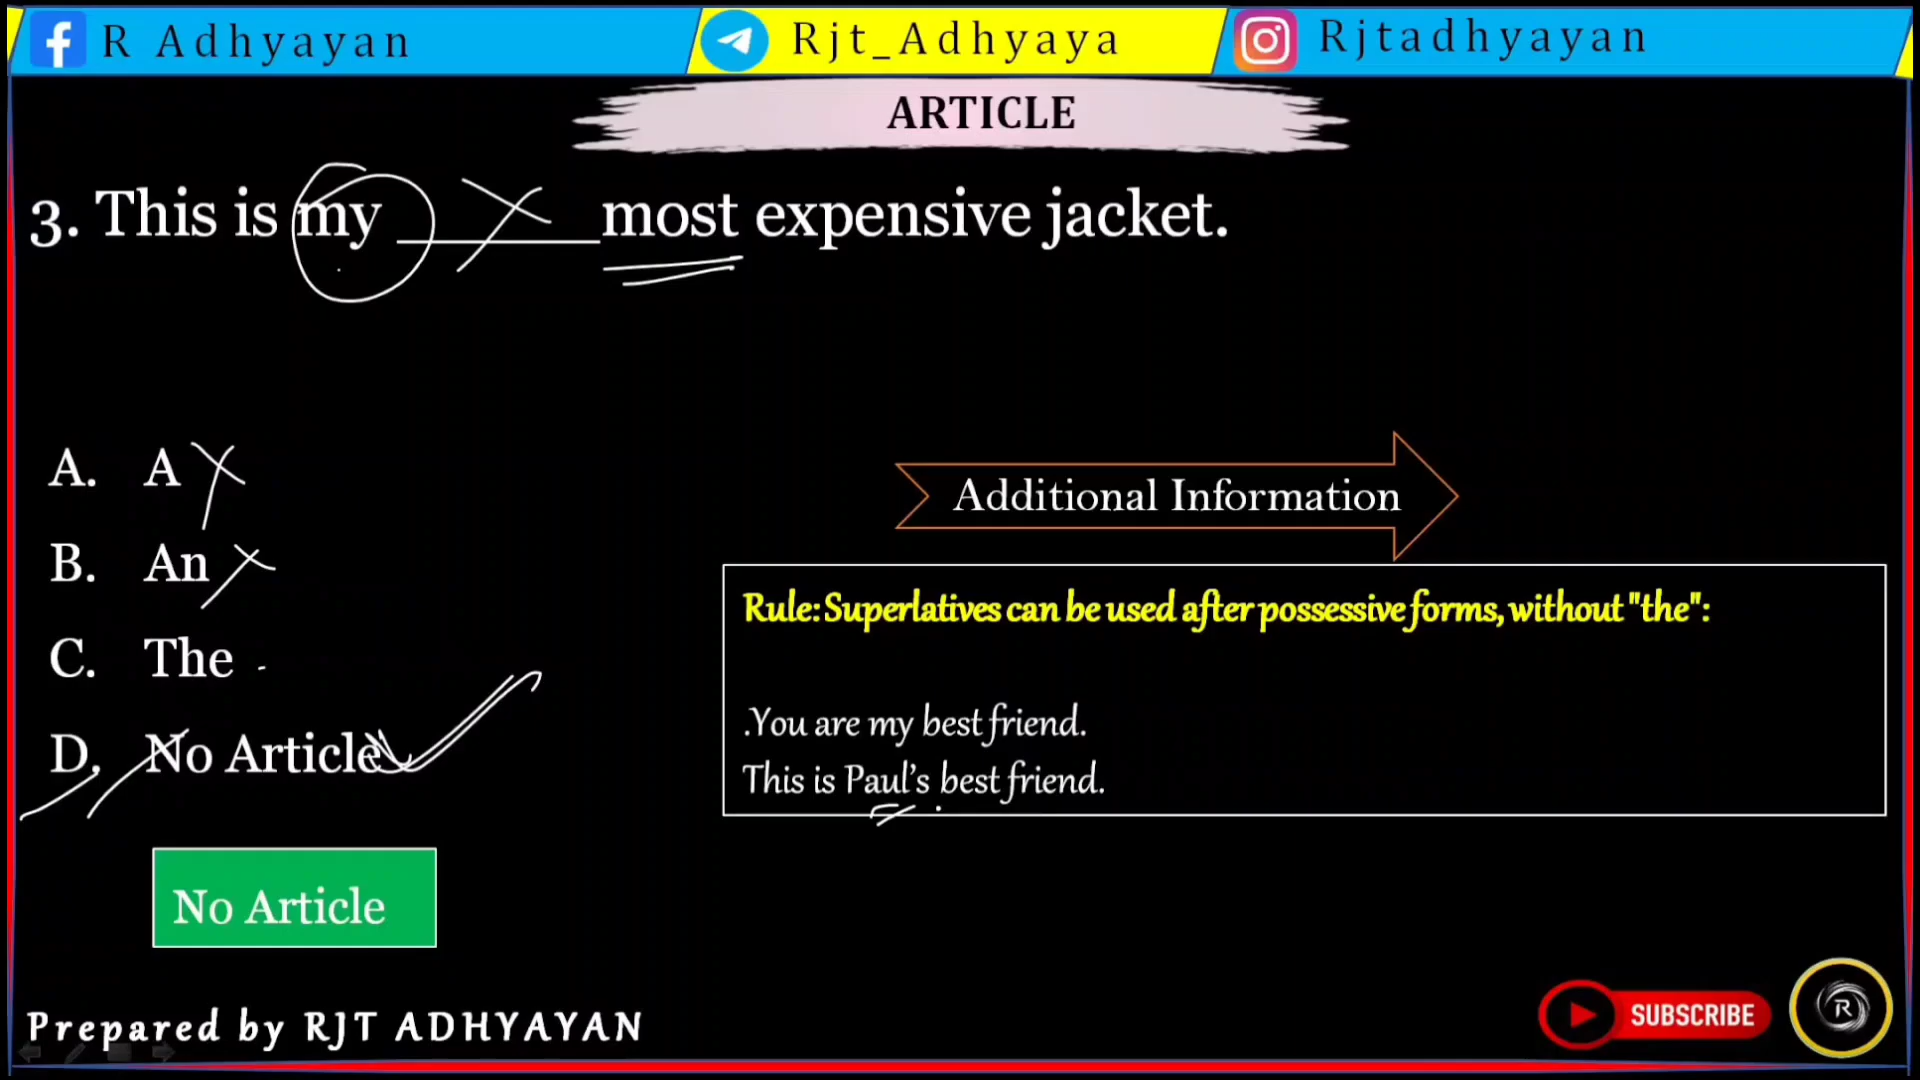 R Adhyayan
Rjt_Adhyaya
Rjtadhyayan
ARTICLE
3. This is my ______most expensive jacket.
A. A
B. An
C. The
D. No Article
Additional Information
Rule: Superlatives can be used after possessive forms, without "the":
.You are my best friend.
This is Paul's best friend.
No Article
Prepared by RJT ADHYAYAN
SUBSCRIBE
R